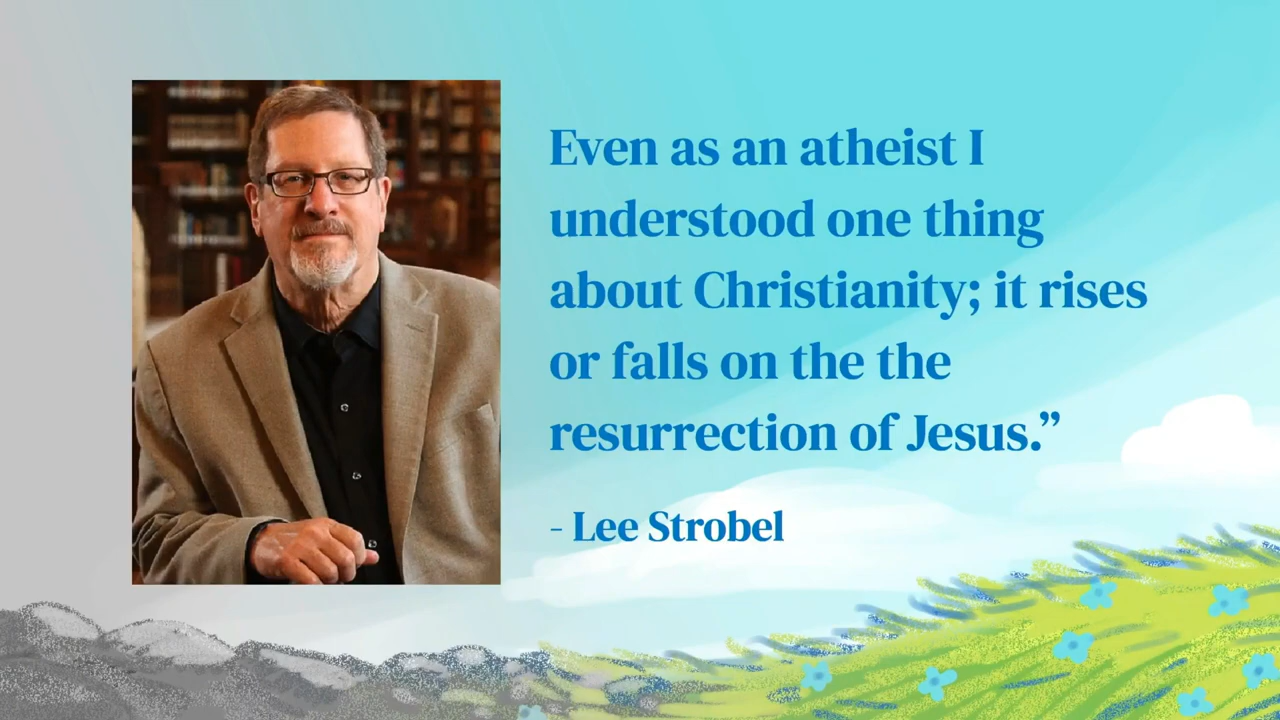 Even as an atheist I
understood one thing
about Christianity; it rises
or falls on the the
resurrection of Jesus.”
- Lee Strobel